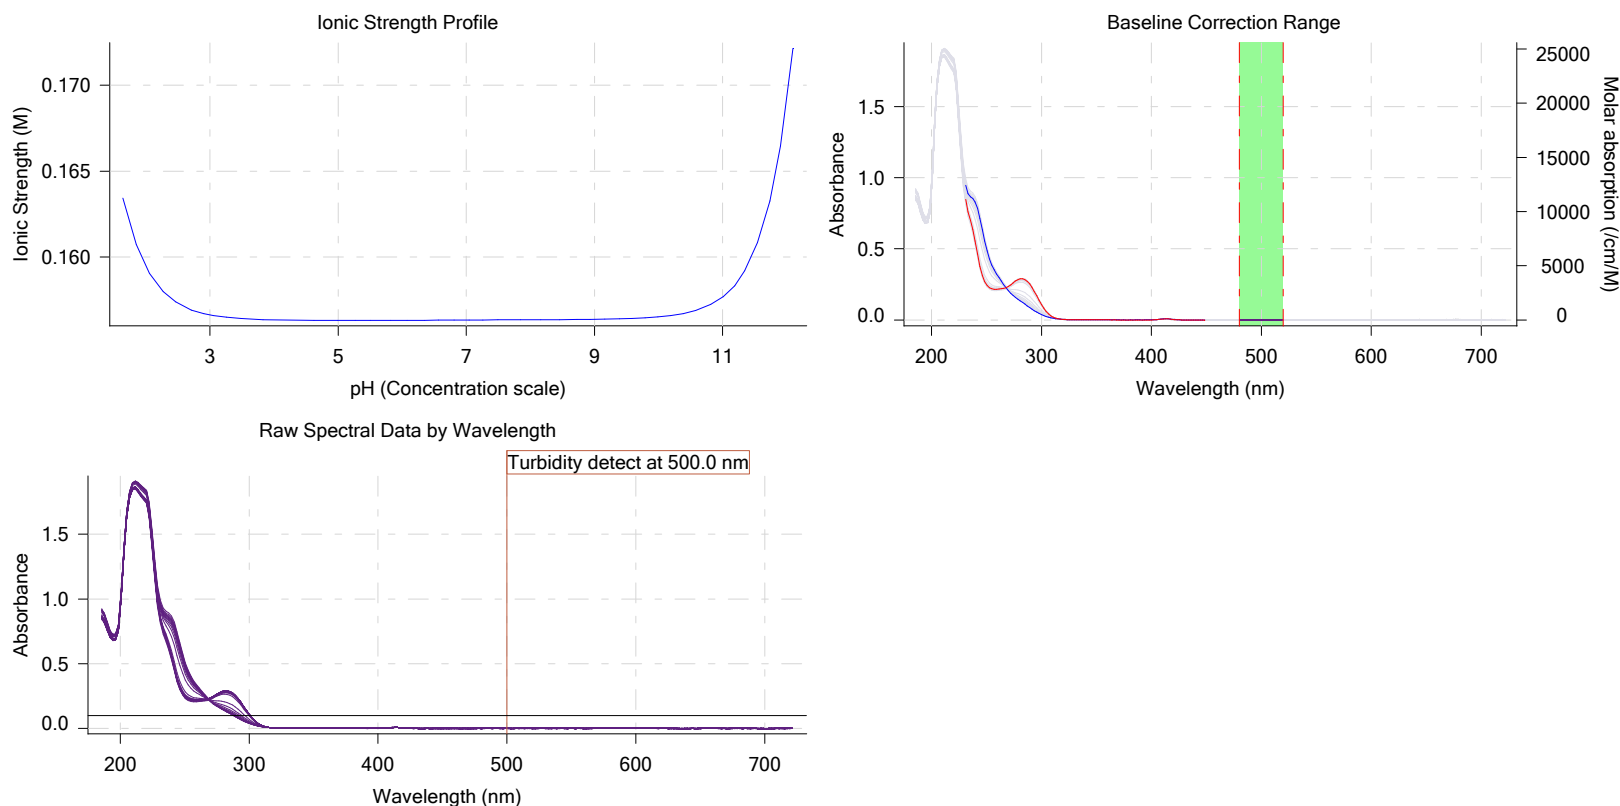 Ionic Strength Profile
Ionic Strength (M)
0.170
0.165
0.160
3 5 7 9 11
pH (Concentration scale)
Baseline Correction Range
Absorbance
1.5
1.0
0.5
0.0
25000
20000
15000
10000
5000
0
Molar absorption (/cm/M)
200 300 400 500 600 700
Wavelength (nm)
Raw Spectral Data by Wavelength
Turbidity detect at 500.0 nm
Absorbance
1.5
1.0
0.5
0.0
200 300 400 500 600 700
Wavelength (nm)